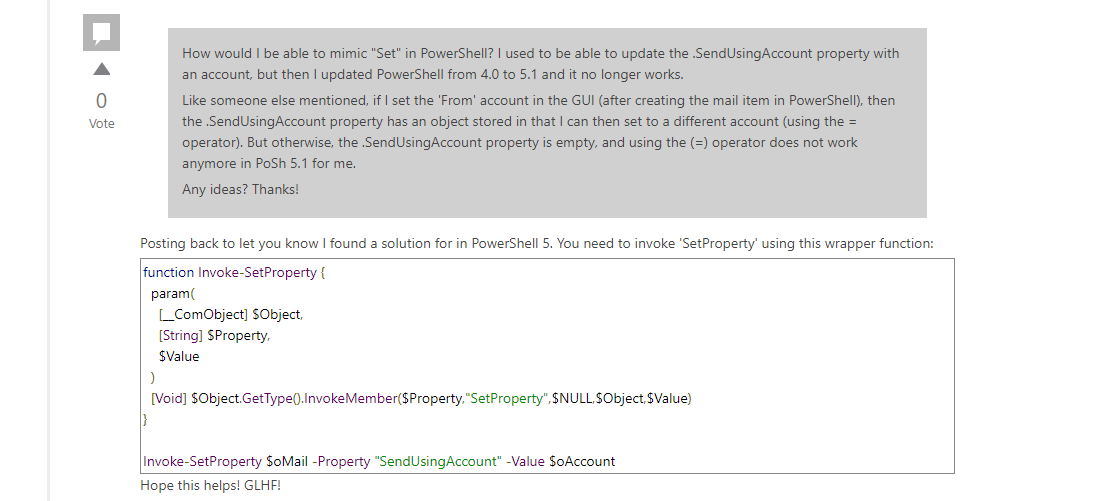 How would I be able to mimic "Set" in PowerShell? I used to be able to update the .SendUsingAccount property with
an account, but then I updated PowerShell from 4.0 to 5.1 and it no longer works.
Like someone else mentioned, if I set the 'From' account in the GUI (after creating the mail item in PowerShell), then
the .SendUsingAccount property has an object stored in that I can then set to a different account (using the =
operator). But otherwise, the .SendUsingAccount property is empty, and using the (=) operator does not work
anymore in PoSh 5.1 for me.
Any ideas? Thanks!
0
Vote
Posting back to let you know I found a solution for in PowerShell 5. You need to invoke 'SetProperty' using this wrapper function:
function Invoke-SetProperty {
param(
[__ComObject] $Object,
[String] $Property,
$Value
)
[Void] $Object.GetType().InvokeMember($Property,"SetProperty",$NULL,$Object,$Value)
}
Invoke-SetProperty $oMail -Property "SendUsingAccount" -Value $oAccount
Hope this helps! GLHF!